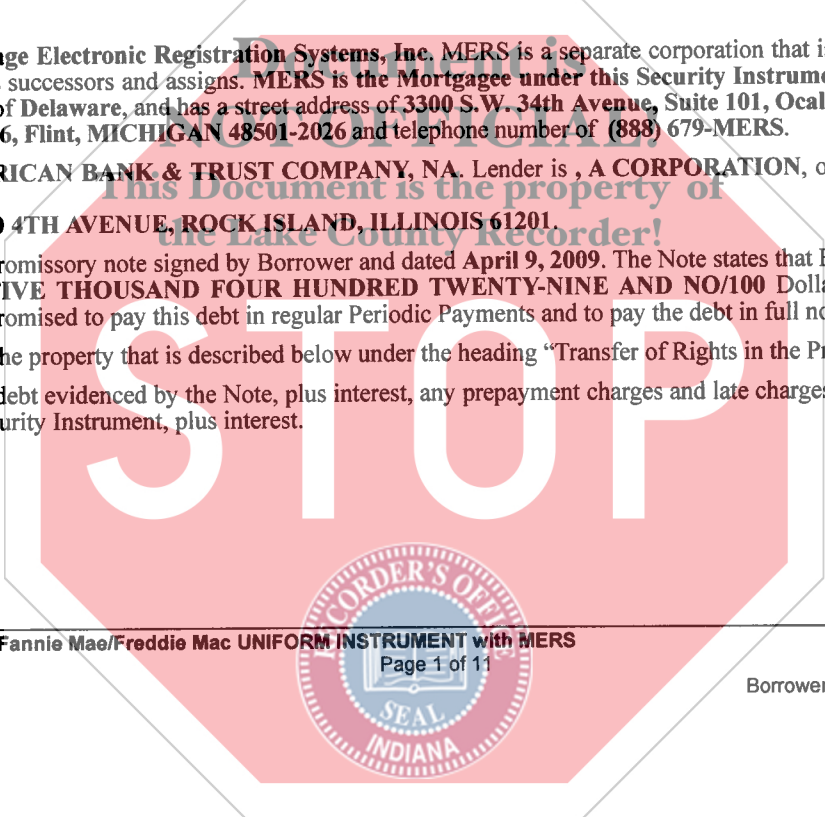 Document is
age Electronic Registration Systems, Inc. MERS is a separate corporation that i
successors and assigns. MERS is the Mortgagee under this Security Instrume
of Delaware, and has a street address of 3300 S.W. 34th Avenue, Suite 101, Ocal
NOT OFFICIAL!
6, Flint, MICHIGAN 48501-2026 and telephone number of (888) 679-MERS.
RICAN BANK & TRUST COMPANY, NA. Lender is , A CORPORATION, o
This Document is the property of
4TH AVENUE, ROCK ISLAND, ILLINOIS 61201.
the Lake County Recorder!
romissory note signed by Borrower and dated April 9, 2009. The Note states that B
IVE THOUSAND FOUR HUNDRED TWENTY-NINE AND NO/100 Dolla
romised to pay this debt in regular Periodic Payments and to pay the debt in full no
he property that is described below under the heading “Transfer of Rights in the Pr
debt evidenced by the Note, plus interest, any prepayment charges and late charges
urity Instrument, plus interest.
STOP
RECORDER'S OFFICE
SEAL
INDIANA
Fannie Mae/Freddie Mac UNIFORM INSTRUMENT with MERS
Page 1 of 11
Borrower